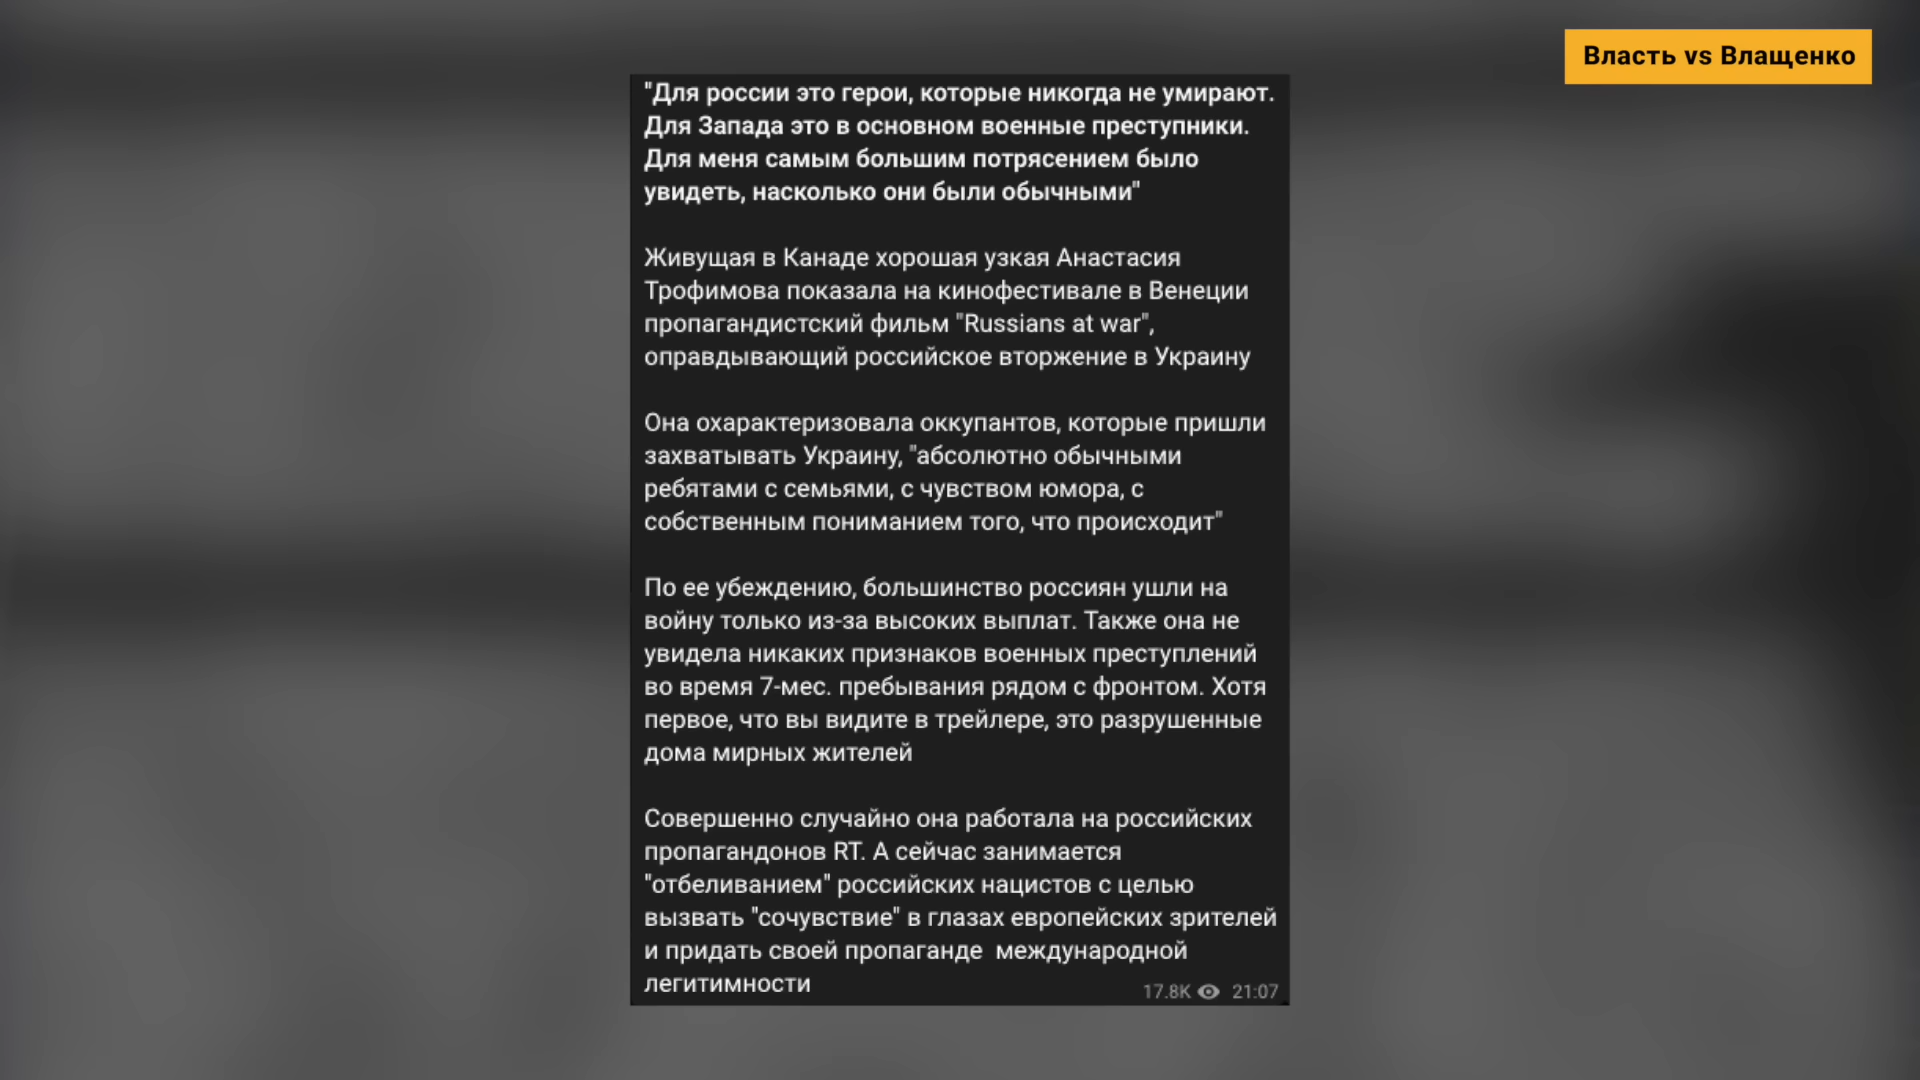 Власть vs Влащенко
"Для россии это герои, которые никогда не умирают.
Для Запада это в основном военные преступники.
Для меня самым большим потрясением было
увидеть, насколько они были обычными"
Живущая в Канаде хорошая узкая Анастасия
Трофимова показала на кинофестивале в Венеции
пропагандистский фильм "Russians at war",
оправдывающий российское вторжение в Украину
Она охарактеризовала оккупантов, которые пришли
захватывать Украину, "абсолютно обычными
ребятами с семьями, с чувством юмора, с
собственным пониманием того, что происходит"
По ее убеждению, большинство россиян ушли на
войну только из-за высоких выплат. Также она не
увидела никаких признаков военных преступлений
во время 7-мес. пребывания рядом с фронтом. Хотя
первое, что вы видите в трейлере, это разрушенные
дома мирных жителей
Совершенно случайно она работала на российских
пропагандонов RT. А сейчас занимается
"отбеливанием" российских нацистов с целью
вызвать "сочувствие" в глазах европейских зрителей
и придать своей пропаганде  международной
легитимности
17.8K 21:07